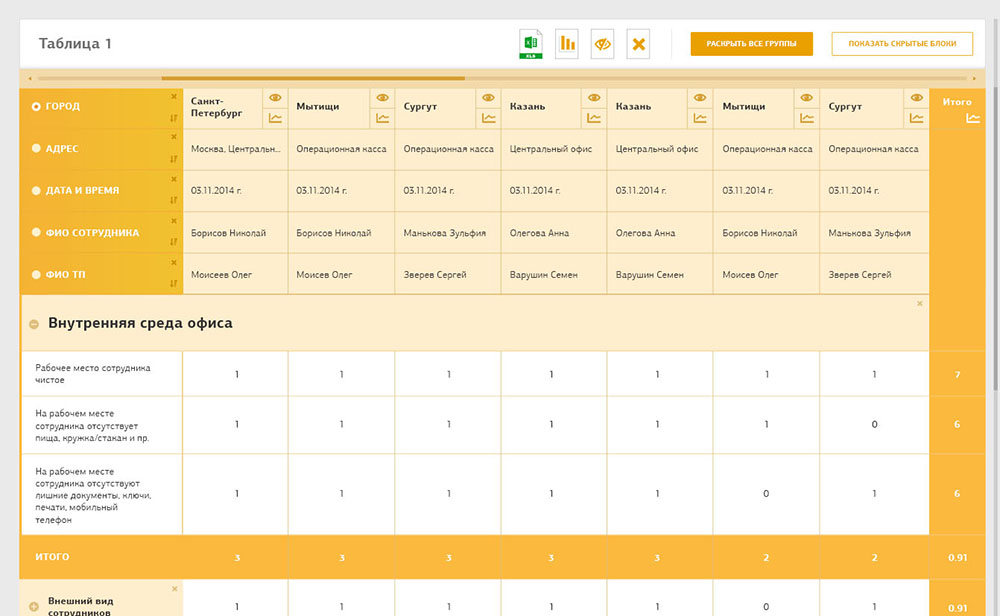 Таблица 1
XLS
РАСКРЫТЬ ВСЕ ГРУППЫ
ПОКАЗАТЬ СКРЫТЫЕ БЛОКИ
ГОРОД Санкт-Петербург Мытищи Сургут Казань Казань Мытищи Сургут Итого
АДРЕС Москва, Центральн... Операционная касса Операционная касса Центральный офис Центральный офис Операционная касса Операционная касса
ДАТА И ВРЕМЯ 03.11.2014 г. 03.11.2014 г. 03.11.2014 г. 03.11.2014 г. 03.11.2014 г. 03.11.2014 г. 03.11.2014 г.
ФИО СОТРУДНИКА Борисов Николай Борисов Николай Манькова Зульфия Олегова Анна Олегова Анна Борисов Николай Манькова Зульфия
ФИО ТП Моисеев Олег Моисев Олег Зверев Сергей Варушин Семен Варушин Семен Моисев Олег Зверев Сергей
Внутренняя среда офиса
Рабочее место сотрудника
чистое 1 1 1 1 1 1 1 7
На рабочем месте
сотрудника отсутствует
пища, кружка/стакан и пр. 1 1 1 1 1 1 0 6
На рабочем месте
сотрудника отсутствуют
лишние документы, ключи,
печати, мобильный
телефон 1 1 1 1 1 0 1 6
ИТОГО 3 3 3 3 3 2 2 0.91
Внешний вид
сотрудников 1 1 1 1 1 0 1 0.91